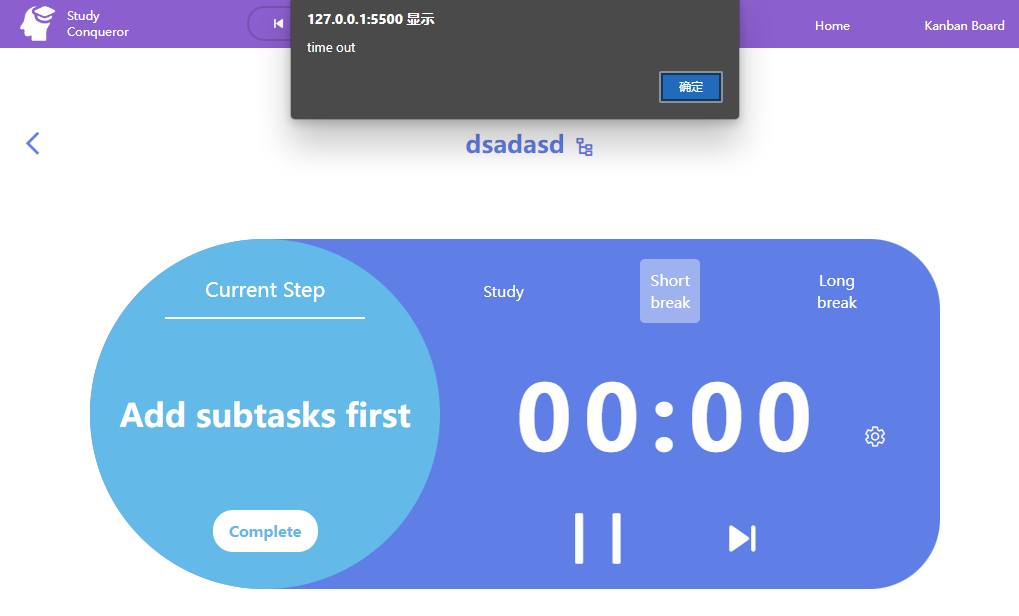 Study
Conqueror
127.0.0.1:5500 显示
time out
确定
Home
Kanban Board
dsadasd
Current Step
Add subtasks first
Complete
Study
Short
break
Long
break
00:00